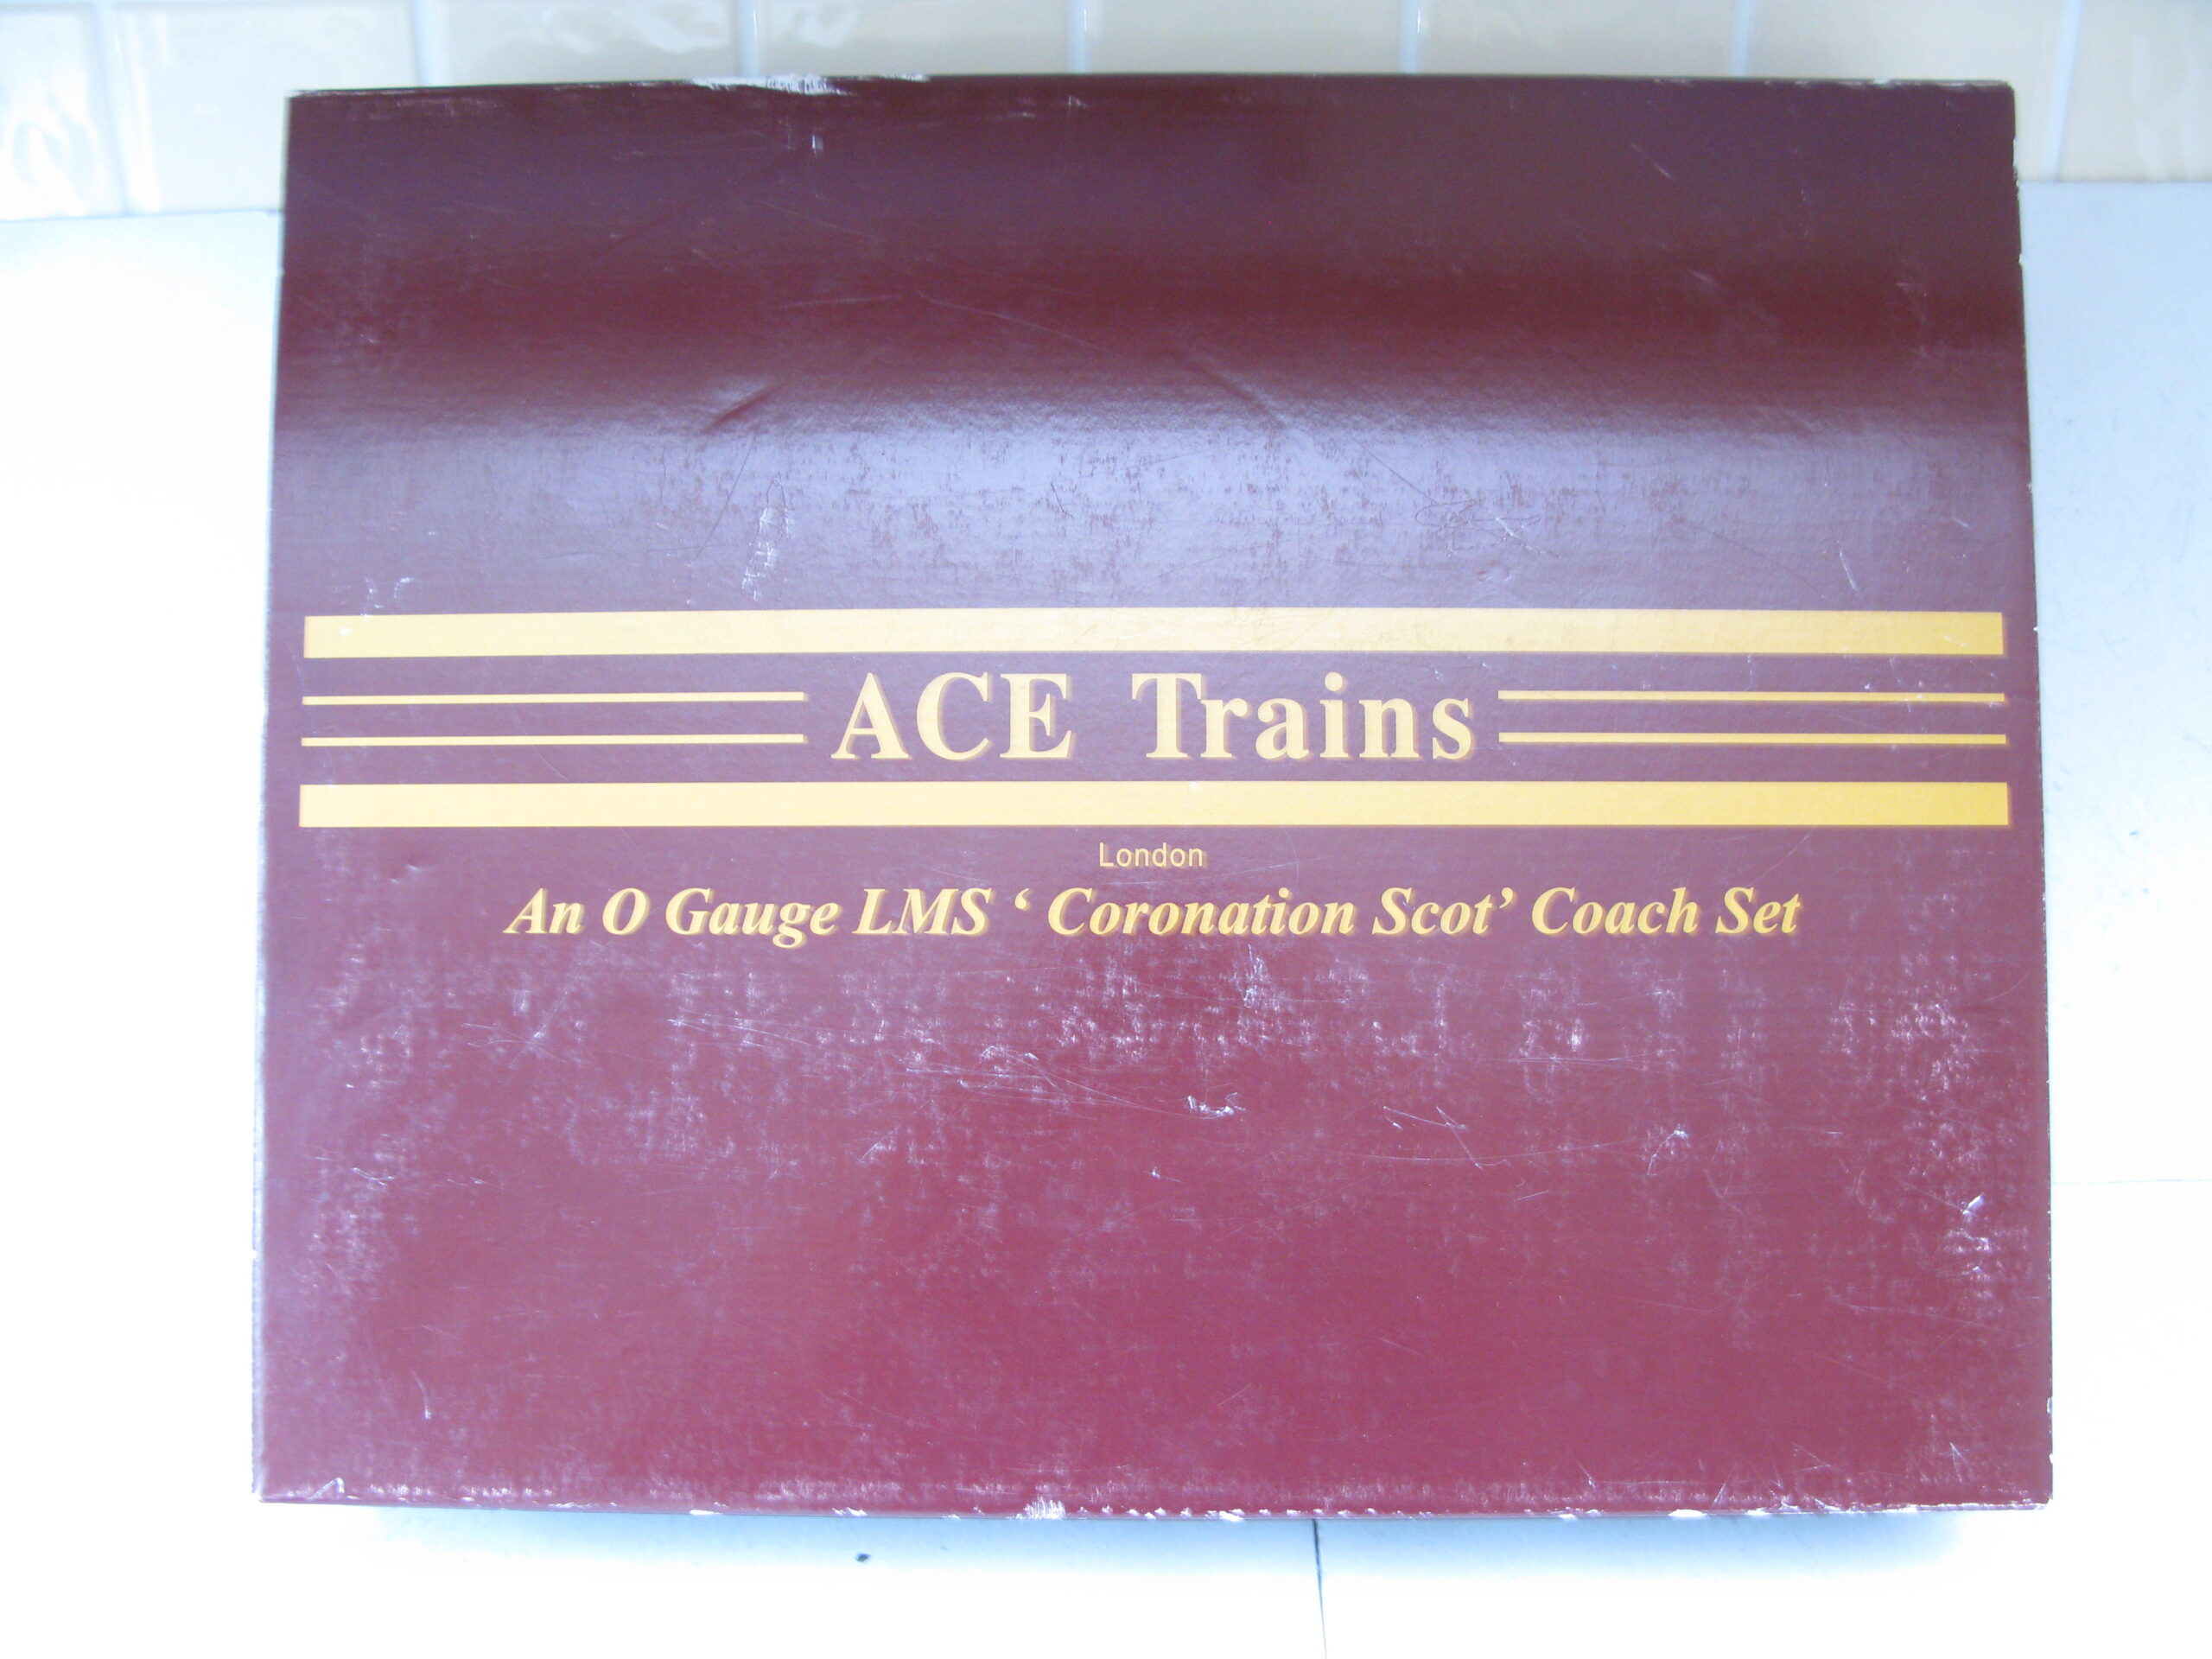 ACE Trains
London
An O Gauge LMS ‘ Coronation Scot’ Coach Set